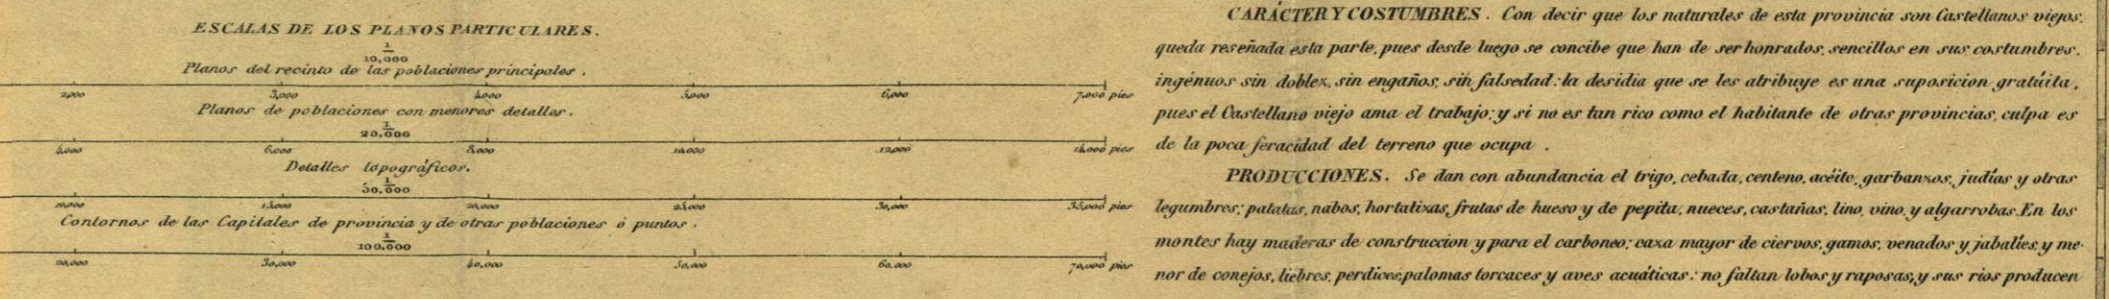 ESCALAS DE LOS PLANOS PARTICULARES.
1/10,000
Planos del recinto de las poblaciones principales.
2,000 3,000 4,000 5,000 6,000 7,000 pies
Planos de poblaciones con menores detalles.
1/20.000
4,000 6,000 8,000 10,000 12,000 14,000 pies
Detalles topográficos.
1/50.000
10,000 15,000 20,000 25,000 30,000 35,000 pies
Contornos de las Capitales de provincia y de otras poblaciones ó puntos.
1/100.000
20,000 30,000 40,000 50,000 60,000 70,000 pies
CARÁCTER Y COSTUMBRES. Con decir que los naturales de esta provincia son Castellanos viejos,
queda reseñada esta parte, pues desde luego se concibe que han de ser honrados, sencillos en sus costumbres,
ingénuos sin doblez, sin engaños, sin falsedad: la desidia que se les atribuye es una suposicion gratúita,
pues el Castellano viejo ama el trabajo; y si no es tan rico como el habitante de otras provincias, culpa es
de la poca feracidad del terreno que ocupa.
PRODUCCIONES. Se dan con abundancia el trigo, cebada, centeno, acéite, garbanzos, judías y otras
legumbres; patatas, nabos, hortalizas, frutas de hueso y de pepita, nueces, castañas, lino, vino, y algarrobas. En los
montes hay maderas de construccion y para el carboneo; caza mayor de ciervos, gamos, venados y jabalíes, y me-
nor de conejos, liebres, perdices, palomas torcaces y aves acuáticas: no faltan lobos y raposas, y sus rios producen